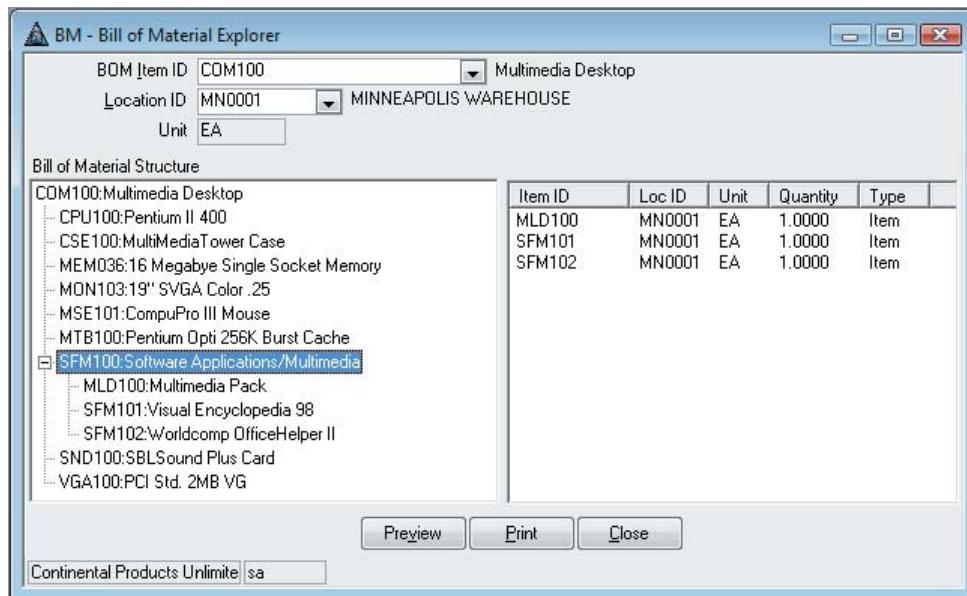 BM - Bill of Material Explorer
BOM Item ID COM100 Multimedia Desktop
Location ID MN0001 MINNEAPOLIS WAREHOUSE
Unit EA
Bill of Material Structure
COM100:Multimedia Desktop
CPU100:Pentium II 400
CSE100:MultiMediaTower Case
MEM036:16 Megabye Single Socket Memory
MON103:19" SVGA Color .25
MSE101:CompuPro III Mouse
MTB100:Pentium Opti 256K Burst Cache
SFM100:Software Applications/Multimedia
MLD100:Multimedia Pack
SFM101:Visual Encyclopedia 98
SFM102:Worldcomp OfficeHelper II
SND100:SBLSound Plus Card
VGA100:PCI Std. 2MB VG
Item ID Loc ID Unit Quantity Type
MLD100 MN0001 EA 1.0000 Item
SFM101 MN0001 EA 1.0000 Item
SFM102 MN0001 EA 1.0000 Item
Preview Print Close
Continental Products Unlimite sa